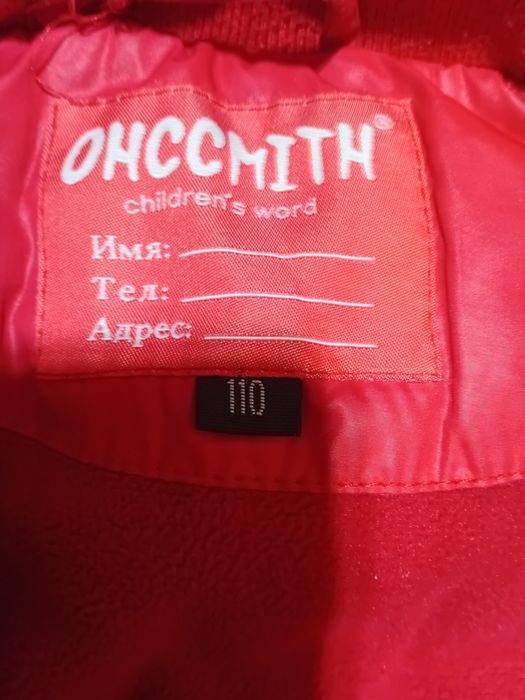 OHCCMITH®
children's word
Имя:
Тел:
Адрес:
110